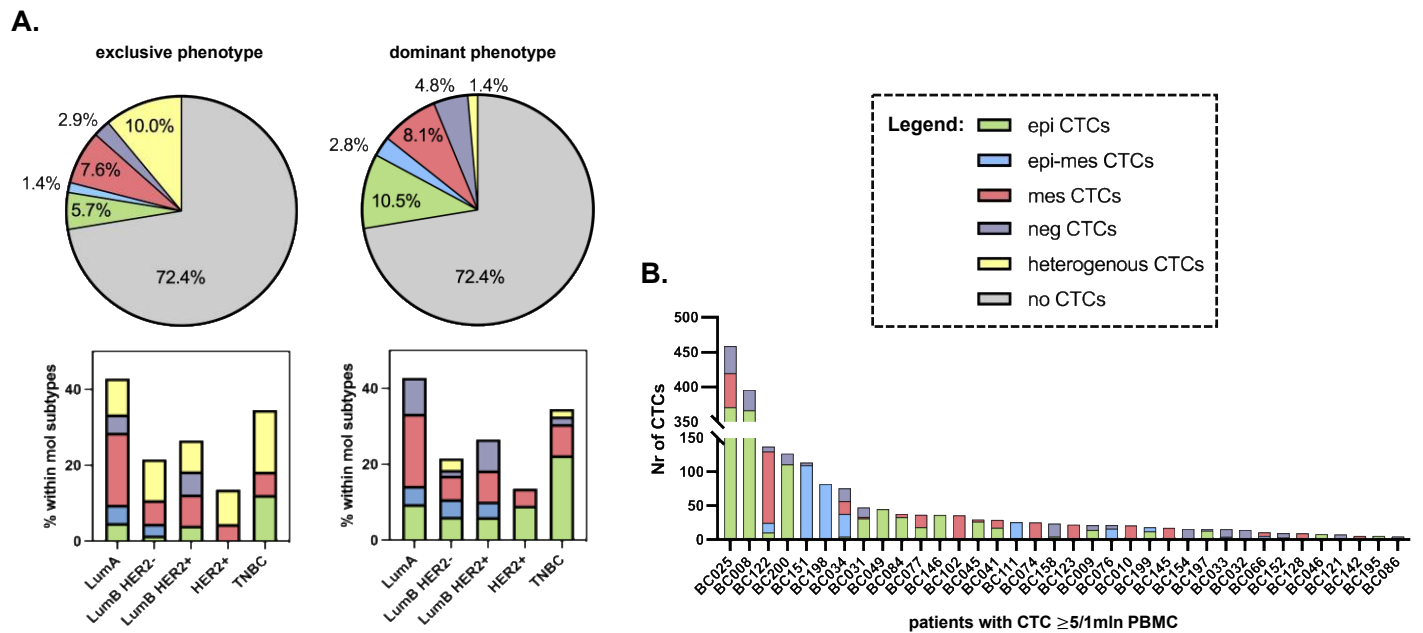 A.
exclusive phenotype
10.0%
2.9%
7.6%
1.4%
5.7%
72.4%
dominant phenotype
4.8%
1.4%
8.1%
2.8%
10.5%
72.4%
Legend:
epi CTCs
epi-mes CTCs
mes CTCs
neg CTCs
heterogenous CTCs
no CTCs
% within mol subtypes
40
20
0
LumA
LumB HER2-
LumB HER2+
HER2+
TNBC
% within mol subtypes
40
20
0
LumA
LumB HER2-
LumB HER2+
HER2+
TNBC
B.
Nr of CTCs
500
450
400
350
150
100
50
0
BC025
BC008
BC122
BC200
BC151
BC198
BC034
BC031
BC049
BC084
BC077
BC146
BC102
BC045
BC041
BC111
BC074
BC158
BC123
BC009
BC076
BC010
BC199
BC145
BC154
BC197
BC033
BC032
BC066
BC152
BC128
BC046
BC121
BC142
BC195
BC086
patients with CTC ≥5/1mln PBMC